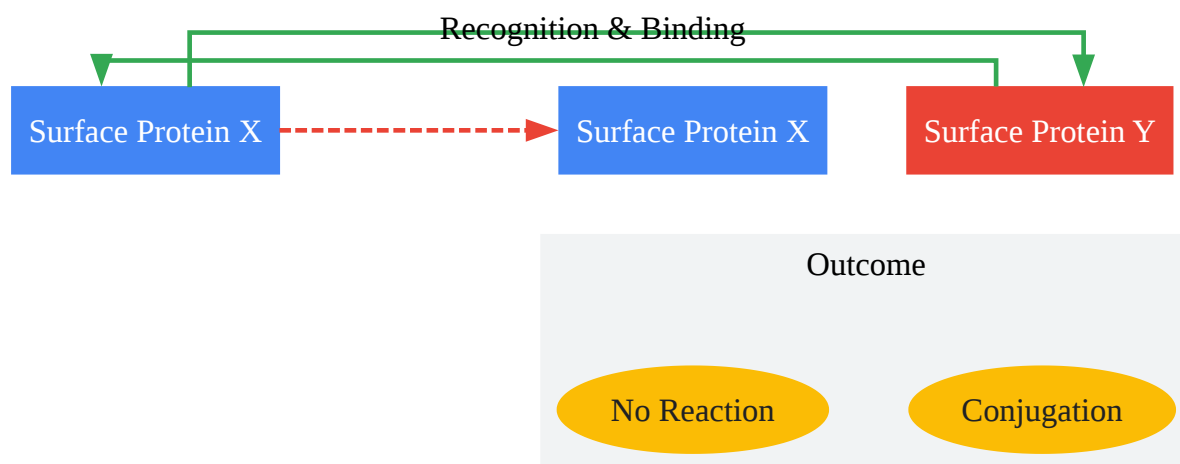 Recognition & Binding
Surface Protein X
Surface Protein X
Surface Protein Y
Outcome
No Reaction
Conjugation